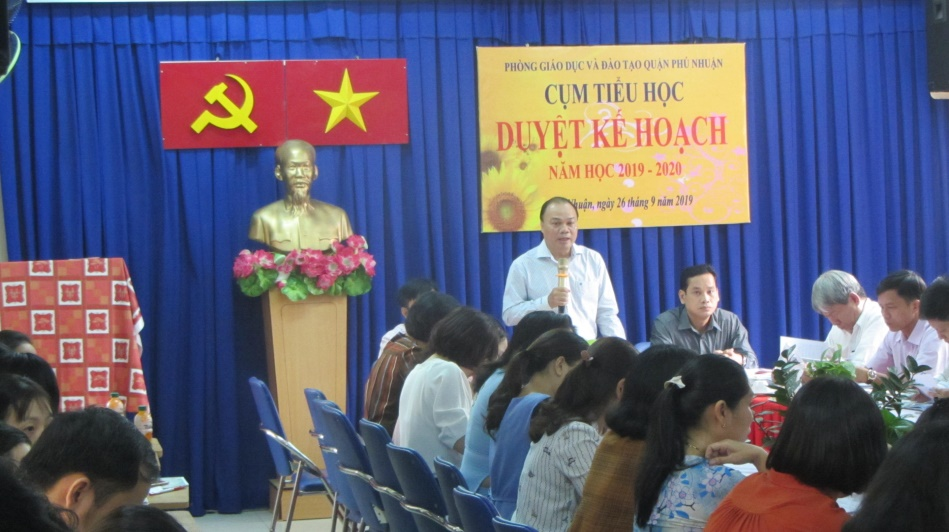 PHÒNG GIÁO DỤC VÀ ĐÀO TẠO QUẬN PHÚ NHUẬN
CỤM TIỂU HỌC
DUYỆT KẾ HOẠCH
NĂM HỌC 2019 - 2020
Nhuận, ngày 26 tháng 9 năm 2019